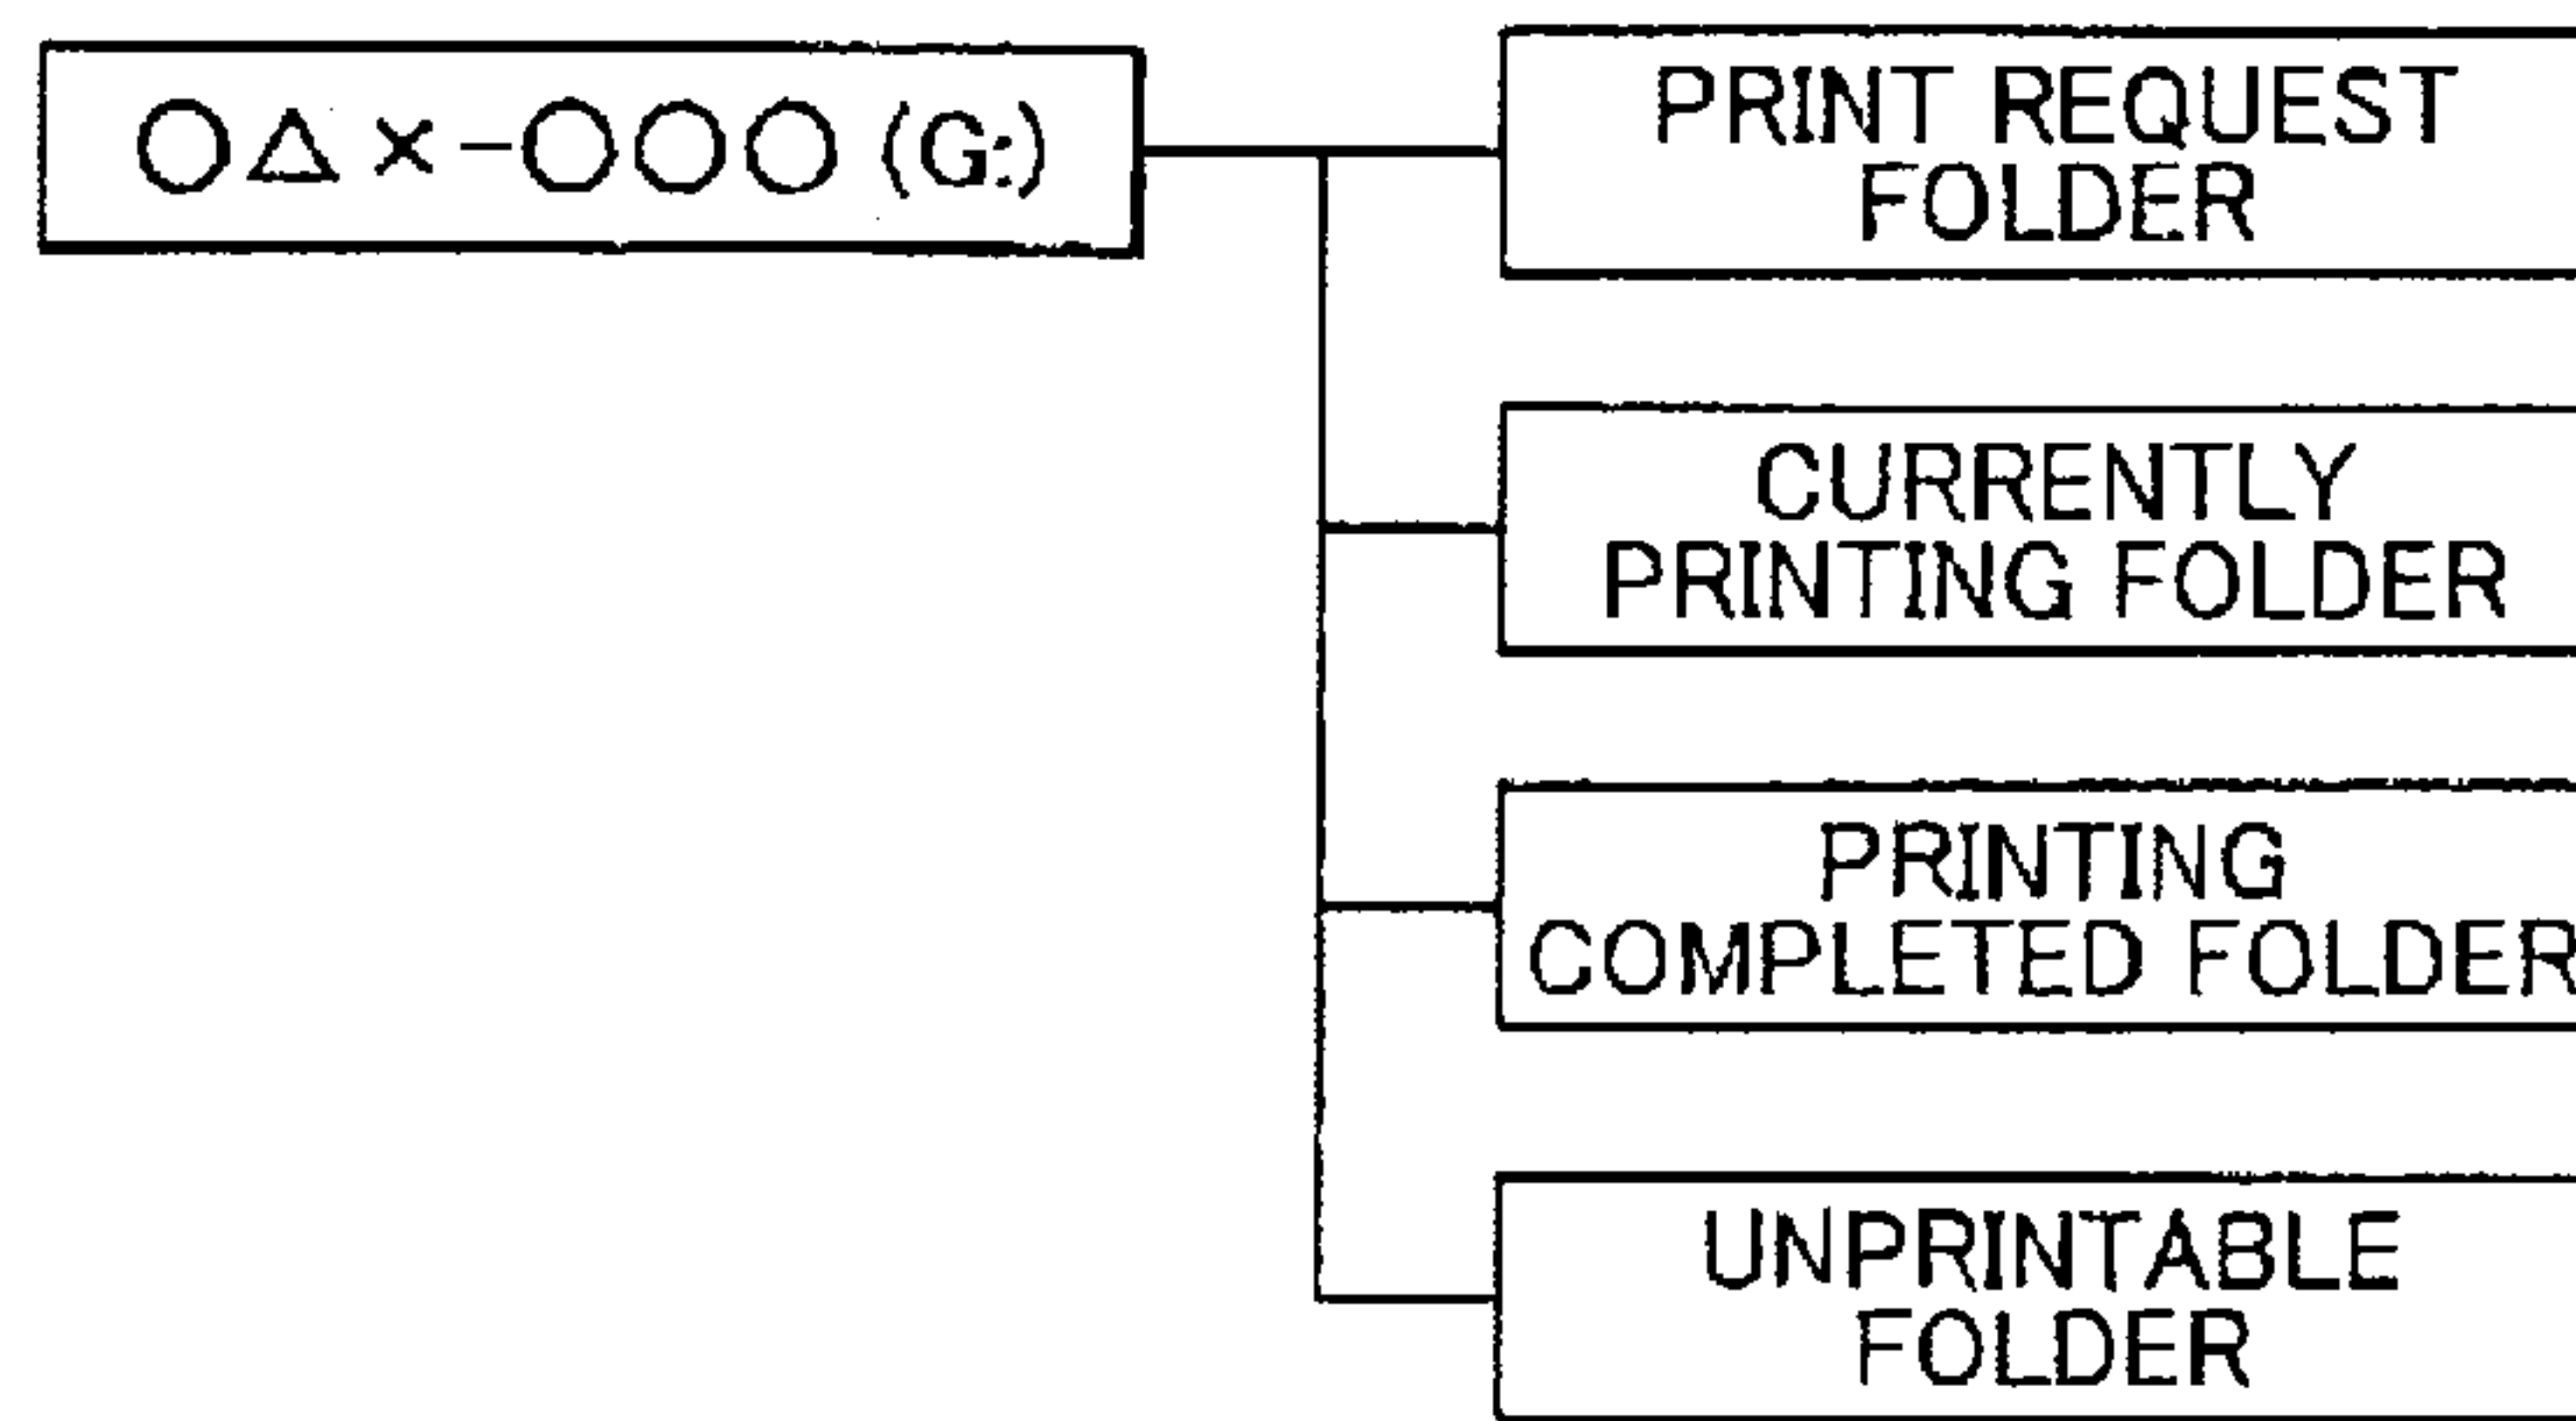 ○△×-○○○ (G:)
PRINT REQUEST
FOLDER
CURRENTLY
PRINTING FOLDER
PRINTING
COMPLETED FOLDER
UNPRINTABLE
FOLDER